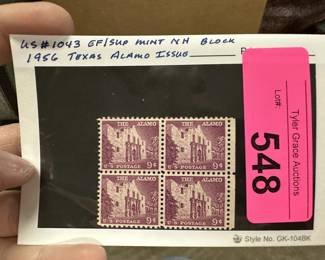 US #1043 EF/SUP MINT NH BLOCK
1956 TEXAS ALAMO ISSUE
Lot#:
548
Tyler Grace Auctions
THE ALAMO
9¢
U.S. POSTAGE
THE ALAMO
9¢
U.S. POSTAGE
THE ALAMO
9¢
U.S. POSTAGE
THE ALAMO
9¢
U.S. POSTAGE
Style No. GK-104BK